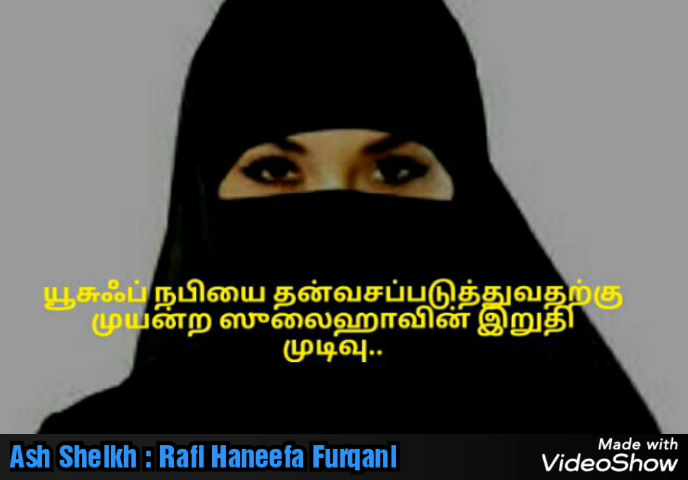 யூசுஃப் நபியை தன்வசப்படுத்துவதற்கு
முயன்ற ஸுலைஹாவின் இறுதி
முடிவு..
Ash Sheikh : Rafi Haneefa Furqani
Made with
VideoShow